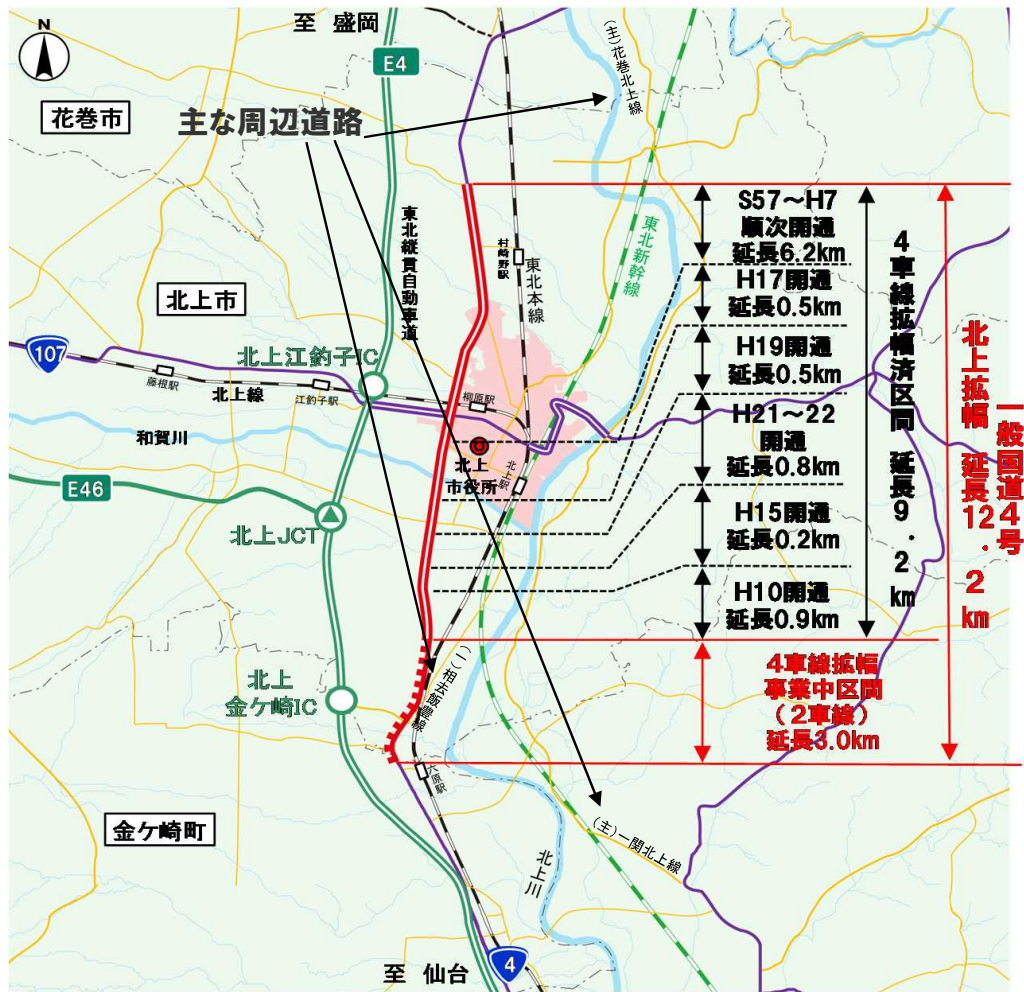 N
至 盛岡
E4
花巻市
主な周辺道路
(主)花巻北上線
東北縦貫自動車道
村崎野駅
東北本線
東北新幹線
北上市
107
北上江釣子IC
藤根駅
北上線
江釣子駅
柳原駅
和賀川
北上
市役所
北上駅
E46
北上JCT
北上
金ケ崎IC
(一)相去飯豊線
六原駅
金ケ崎町
(主)一関北上線
北上川
至 仙台
4
S57～H7
順次開通
延長6.2km
H17開通
延長0.5km
H19開通
延長0.5km
H21～22
開通
延長0.8km
H15開通
延長0.2km
H10開通
延長0.9km
4車線拡幅済区間 延長9.2km
4車線拡幅
事業中区間
(2車線)
延長3.0km
一般国道4号
北上拡幅 延長12.2km